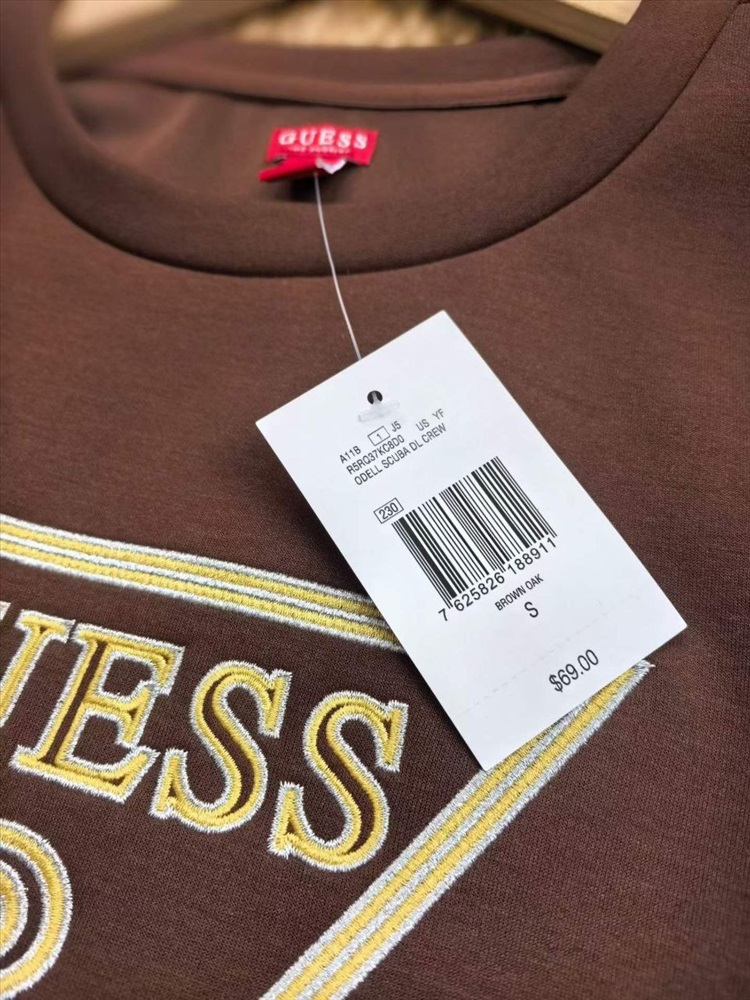 GUESS
A11B 1 J5
R5RQ37KC8D0 US YF
ODELL SCUBA DL CREW
230
7 625826 188911
BROWN OAK
S
$69.00
UESS